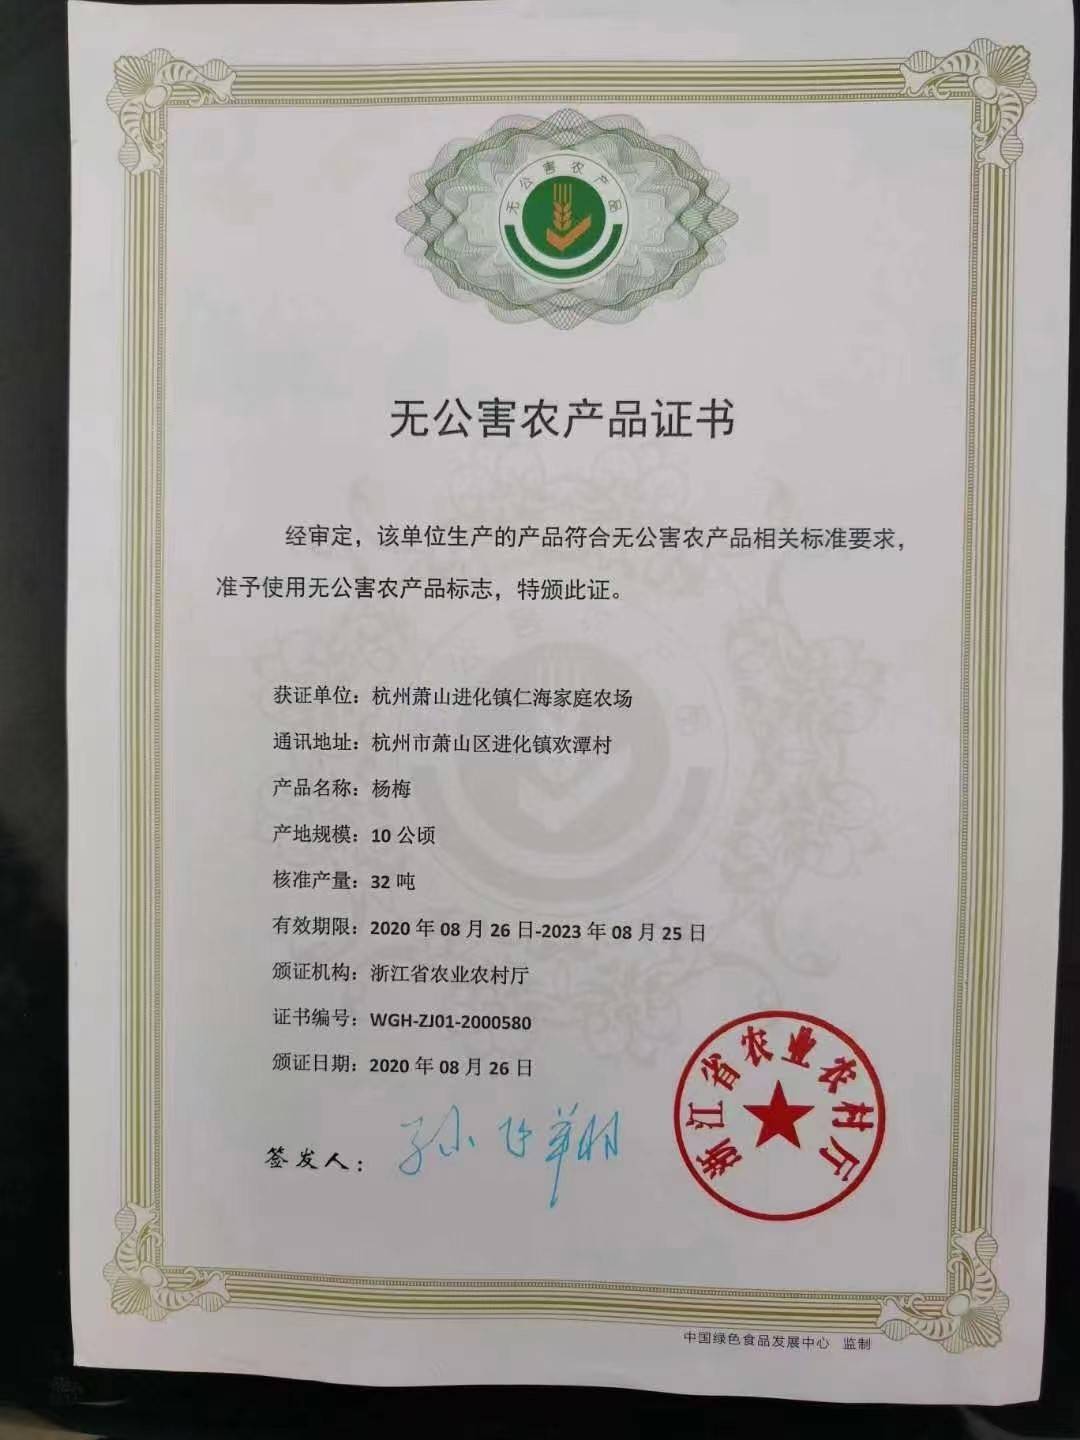 无公害农产品
无公害农产品证书
经审定，该单位生产的产品符合无公害农产品相关标准要求，
准予使用无公害农产品标志，特颁此证。
获证单位：杭州萧山进化镇仁海家庭农场
通讯地址：杭州市萧山区进化镇欢潭村
产品名称：杨梅
产地规模：10 公顷
核准产量：32 吨
有效期限：2020 年 08 月 26 日-2023 年 08 月 25 日
颁证机构：浙江省农业农村厅
证书编号：WGH-ZJ01-2000580
颁证日期：2020 年 08 月 26 日
签发人：孙飞翔
浙江省农业农村厅
中国绿色食品发展中心 监制